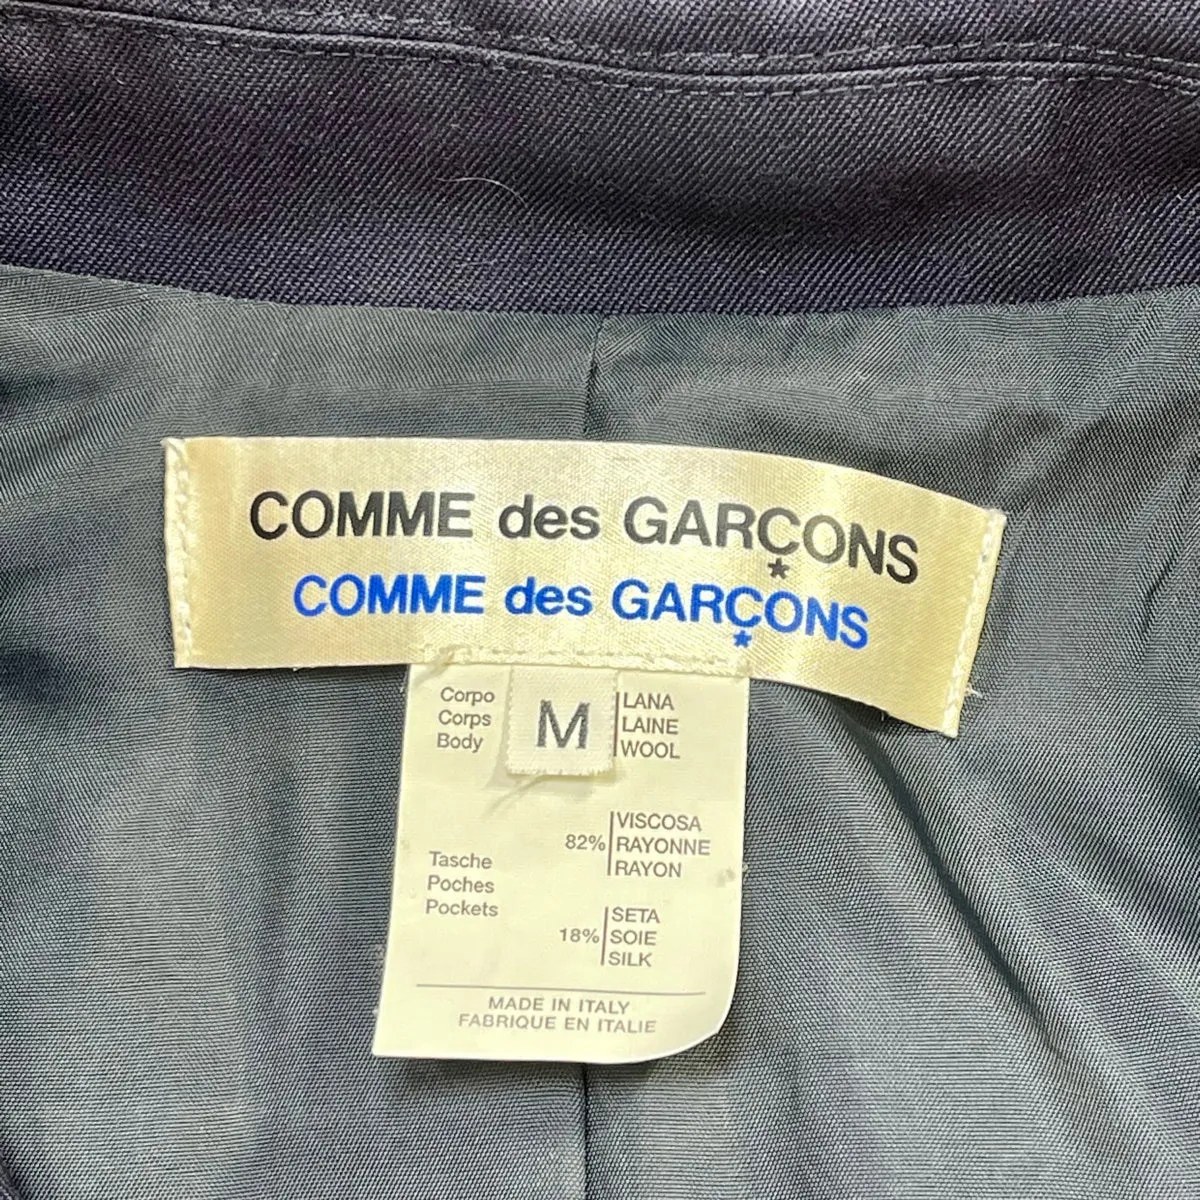 COMME des GARÇONS
*
COMME des GARÇONS
*
Corpo
Corps
Body
M
LANA
LAINE
WOOL
82%
VISCOSA
RAYONNE
RAYON
Tasche
Poches
Pockets
18%
SETA
SOIE
SILK
MADE IN ITALY
FABRIQUE EN ITALIE